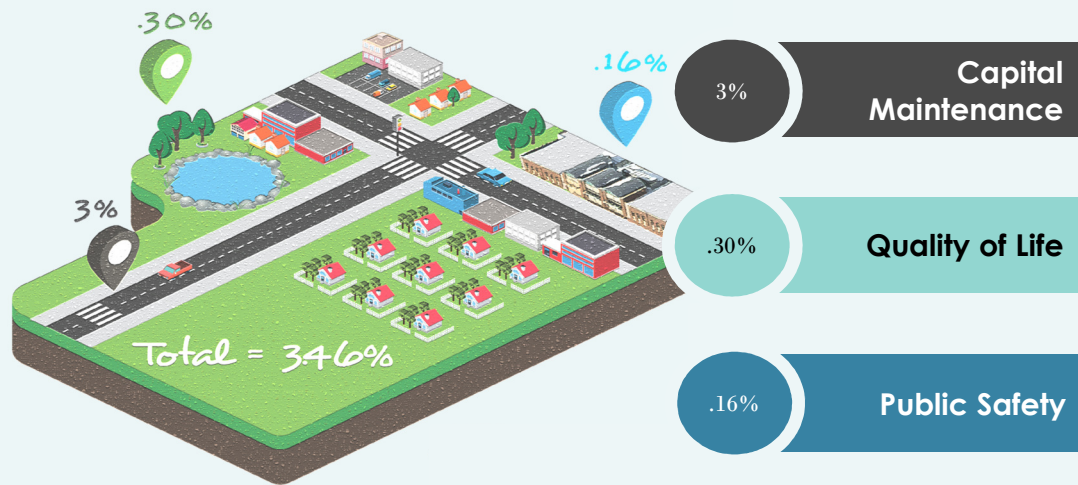 .30%
.16%
3%
Total = 3.46%
3%
Capital
Maintenance
.30%
Quality of Life
.16%
Public Safety